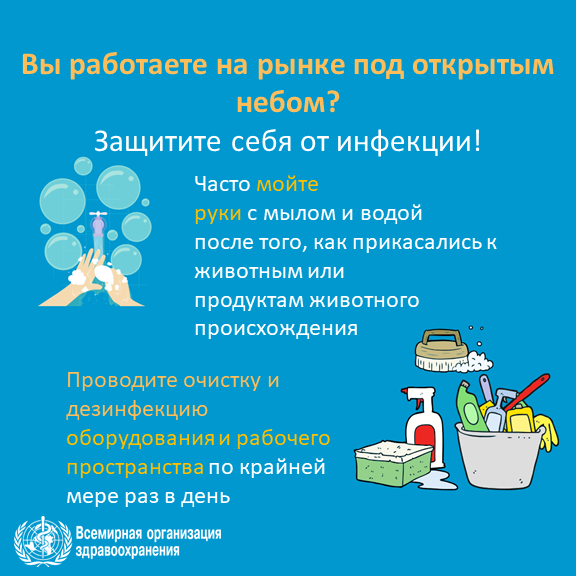 Вы работаете на рынке под открытым
небом?
Защитите себя от инфекции!
Часто мойте
руки с мылом и водой
после того, как прикасались к
животным или
продуктам животного
происхождения
Проводите очистку и
дезинфекцию
оборудования и рабочего
пространства по крайней
мере раз в день
Всемирная организация
здравоохранения